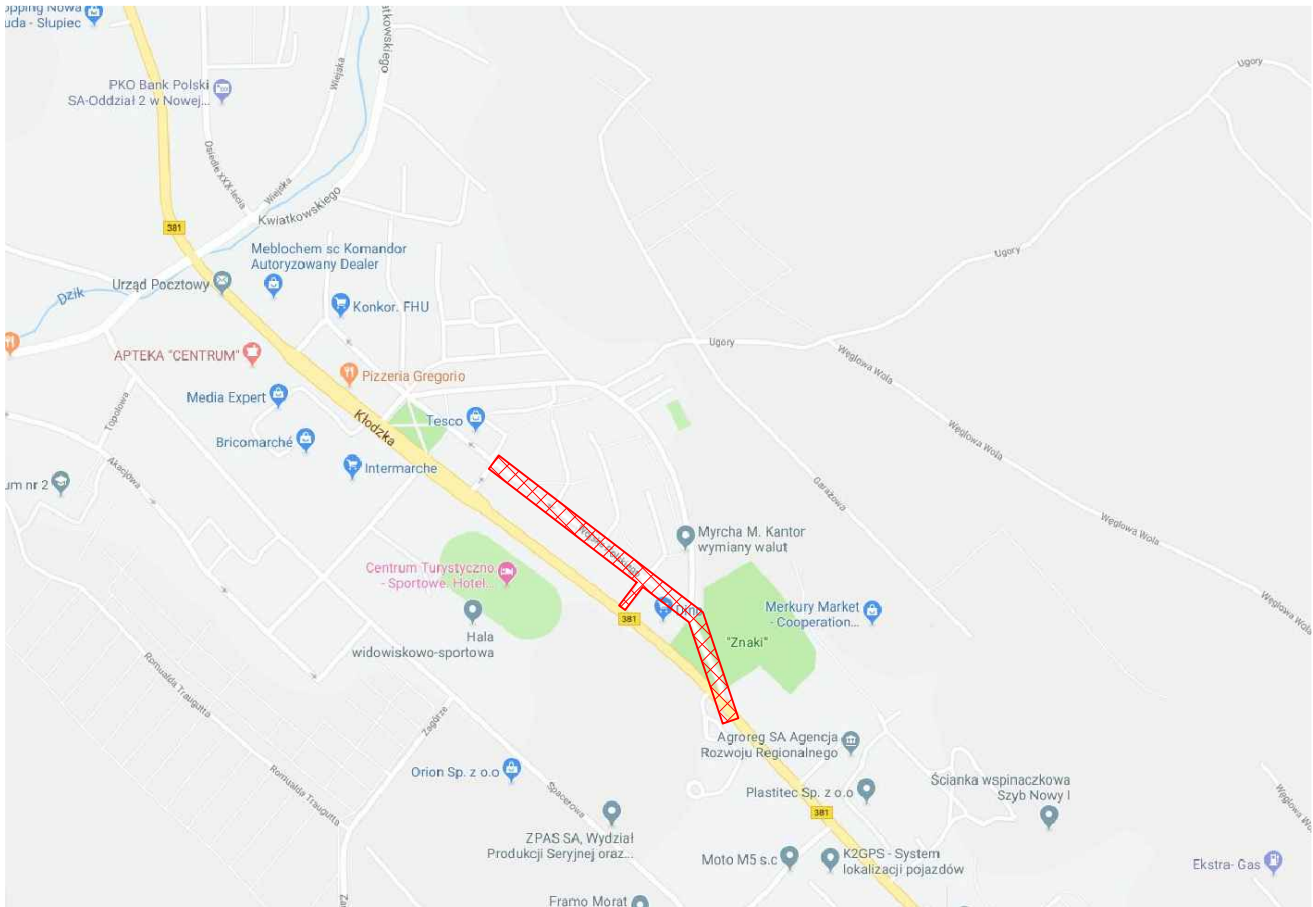 opping Nowa
uda - Słupiec
tkowskiego
Ugory
PKO Bank Polski
SA-Oddział 2 w Nowej...
Wiejska
Osiedle XXX-lecia
Wiejska
Kwiatkowskiego
381
Ugory
Meblochem sc Komandor
Autoryzowany Dealer
Urząd Pocztowy
Dzik
Konkor. FHU
Ugory
APTEKA "CENTRUM"
Węglowa Wola
Pizzeria Gregorio
Media Expert
Topolowa
Kłodzka
Tesco
Węglowa Wola
Bricomarché
Intermarche
Akacjowa
um nr 2
Garażowa
Węglowa Wola
Myrcha M. Kantor
wymiany walut
Centrum Turystyczno
- Sportowe. Hotel...
Węglowa Wola
Merkury Market
- Cooperation...
381
Hala
widowiskowo-sportowa
"Znaki"
Romualda Traugutta
Zagórze
Agroreg SA Agencja
Rozwoju Regionalnego
Orion Sp. z o.o
Romualda Traugutta
Spacerowa
Plastitec Sp. z o.o
Ścianka wspinaczkowa
Szyb Nowy I
381
Węglowa Wo
ZPAS SA, Wydział
Produkcji Seryjnej oraz...
Moto M5 s.c
K2GPS - System
lokalizacji pojazdów
Ekstra- Gas
Framo Morat